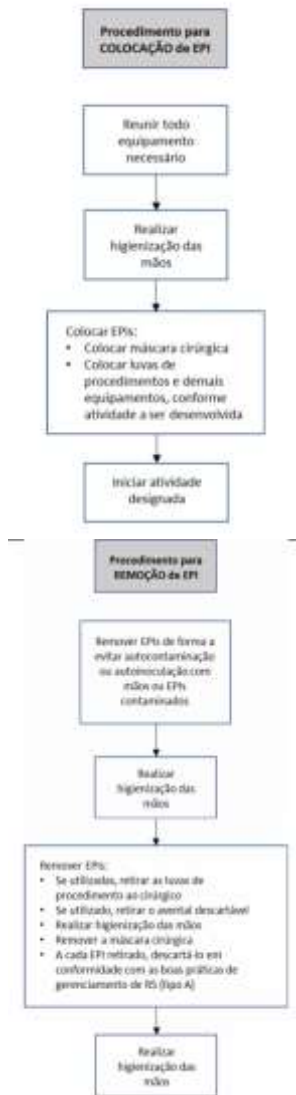 Procedimento para
COLOCAÇÃO de EPI
Reunir todo
equipamento
necessário
Realizar
higienização das
mãos
Colocar EPIs:
• Colocar máscara cirúrgica
• Colocar luvas de
procedimentos e demais
equipamentos, conforme
atividade a ser desenvolvida
Iniciar atividade
designada
Procedimento para
REMOÇÃO de EPI
Remover EPIs de forma a
evitar autocontaminação
ou autoinoculação com
mãos ou EPIs
contaminados
Realizar
higienização das
mãos
Remover EPIs:
• Se utilizadas, retirar as luvas de
procedimento ao cirúrgico
• Se utilizado, retirar o avental descartável
• Realizar higienização das mãos
• Remover a máscara cirúrgica
• A cada EPI retirado, descartá-lo em
conformidade com as boas práticas de
gerenciamento de RS (tipo A)
Realizar
higienização das
mãos